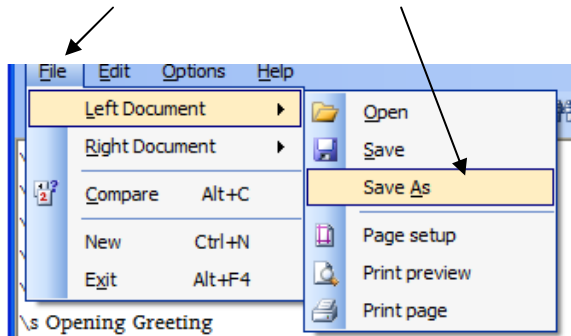 File Edit Options Help
Left Document
Right Document
Compare Alt+C
New Ctrl+N
Exit Alt+F4
Open
Save
Save As
Page setup
Print preview
Print page
\s Opening Greeting